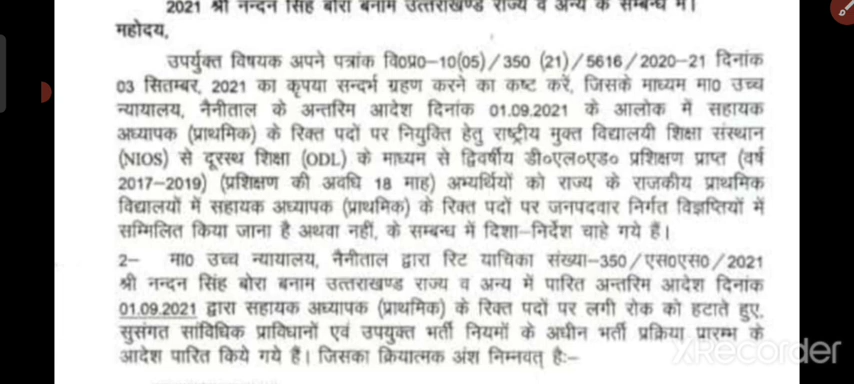 2021 श्री नन्दन सिंह बोरा बनाम उत्तराखण्ड राज्य व अन्य के सम्बन्ध में।
महोदय,
उपर्युक्त विषयक अपने पत्रांक वि०प्रा०-10(05)/350 (21)/5616/2020-21 दिनांक
03 सितम्बर, 2021 का कृपया सन्दर्भ ग्रहण करने का कष्ट करें, जिसके माध्यम मा0 उच्च
न्यायालय, नैनीताल के अन्तरिम आदेश दिनांक 01.09.2021 के आलोक में सहायक
अध्यापक (प्राथमिक) के रिक्त पदों पर नियुक्ति हेतु राष्ट्रीय मुक्त विद्यालयी शिक्षा संस्थान
(NIOS) से दूरस्थ शिक्षा (ODL) के माध्यम से द्विवर्षीय डी०एल०एड० प्रशिक्षण प्राप्त (वर्ष
2017-2019) (प्रशिक्षण की अवधि 18 माह) अभ्यर्थियों को राज्य के राजकीय प्राथमिक
विद्यालयों में सहायक अध्यापक (प्राथमिक) के रिक्त पदों पर जनपदवार निर्गत विज्ञप्तियों में
सम्मिलित किया जाना है अथवा नहीं, के सम्बन्ध में दिशा-निर्देश चाहे गये हैं।
2- मा0 उच्च न्यायालय, नैनीताल द्वारा रिट याचिका संख्या-350/एस0एस0/2021
श्री नन्दन सिंह बोरा बनाम उत्तराखण्ड राज्य व अन्य में पारित अन्तरिम आदेश दिनांक
01.09.2021 द्वारा सहायक अध्यापक (प्राथमिक) के रिक्त पदों पर लगी रोक को हटाते हुए,
सुसंगत सांविधिक प्राविधानों एवं उपयुक्त भर्ती नियमों के अधीन भर्ती प्रक्रिया प्रारम्भ के
आदेश पारित किये गये हैं। जिसका क्रियात्मक अंश निम्नवत् है:-
XRecorder